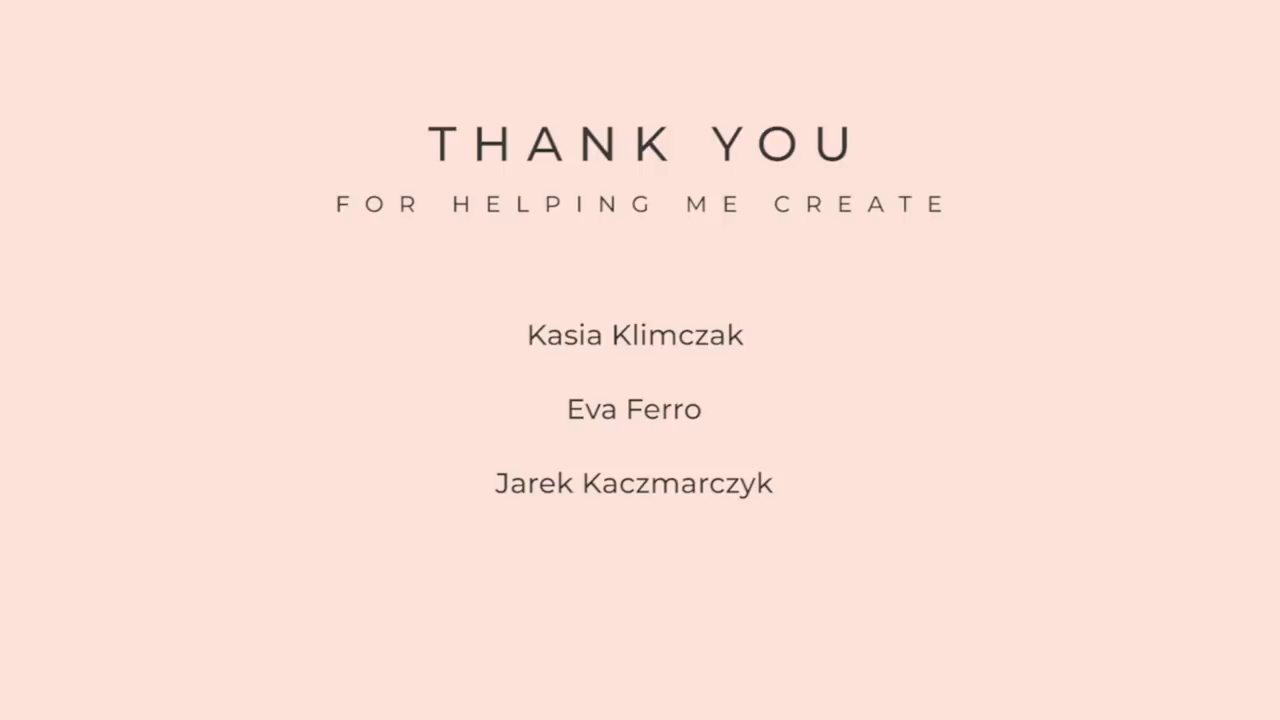 THANK YOU
FOR HELPING ME CREATE
Kasia Klimczak
Eva Ferro
Jarek Kaczmarczyk